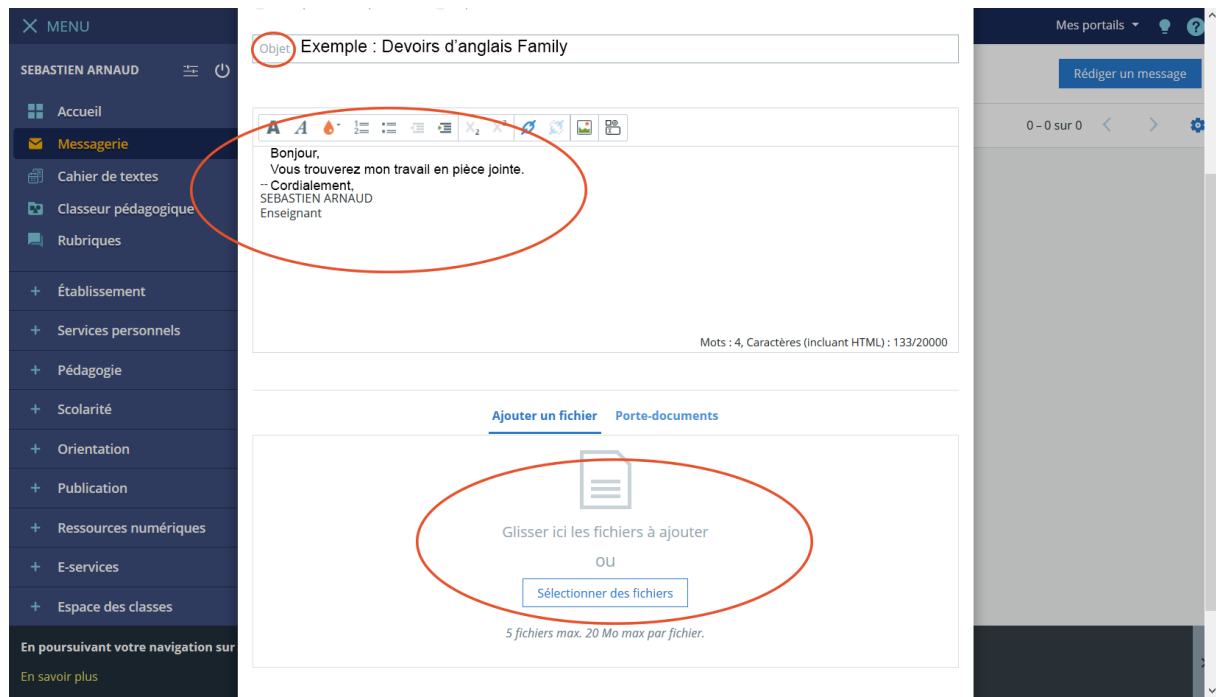 MENU
Mes portails
SEBASTIEN ARNAUD
Objet Exemple : Devoirs d’anglais Family
Rédiger un message
Accueil
Messagerie
Cahier de textes
Classeur pédagogique
Rubriques
0 – 0 sur 0
Bonjour,
Vous trouverez mon travail en pièce jointe.
-- Cordialement,
SEBASTIEN ARNAUD
Enseignant
Mots : 4, Caractères (incluant HTML) : 133/20000
+ Établissement
+ Services personnels
+ Pédagogie
+ Scolarité
+ Orientation
+ Publication
+ Ressources numériques
+ E-services
+ Espace des classes
Ajouter un fichier Porte-documents
Glisser ici les fichiers à ajouter
ou
Sélectionner des fichiers
5 fichiers max. 20 Mo max par fichier.
En poursuivant votre navigation sur
En savoir plus